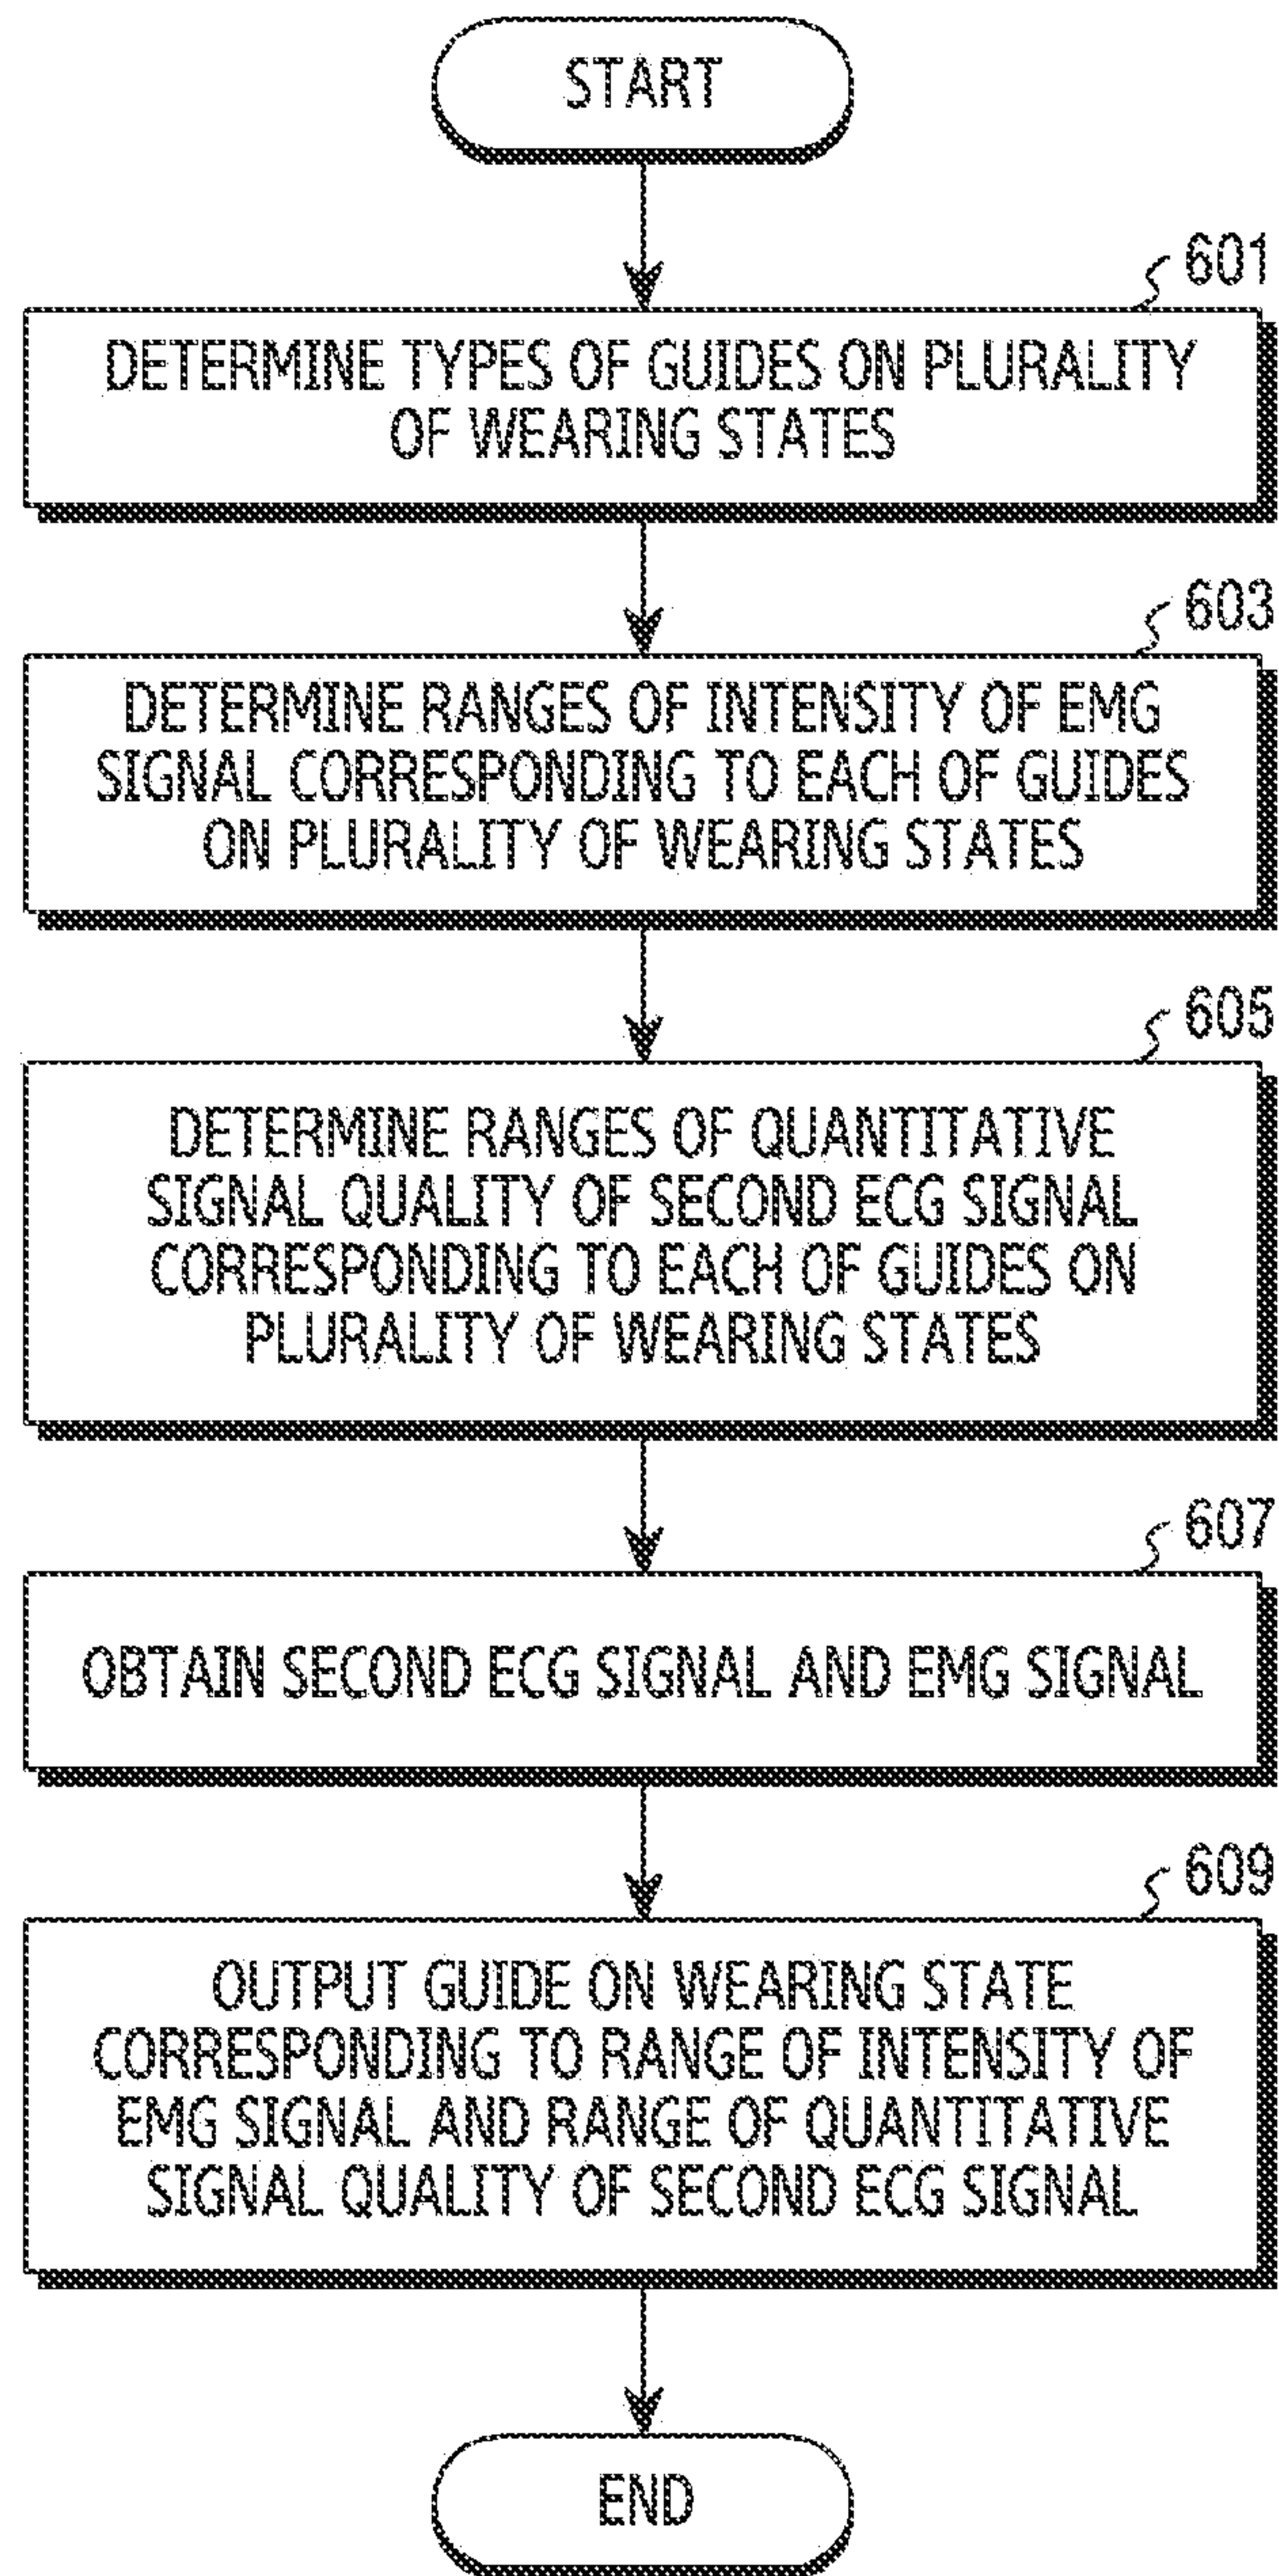 START
601
DETERMINE TYPES OF GUIDES ON PLURALITY
OF WEARING STATES
603
DETERMINE RANGES OF INTENSITY OF EMG
SIGNAL CORRESPONDING TO EACH OF GUIDES
ON PLURALITY OF WEARING STATES
605
DETERMINE RANGES OF QUANTITATIVE
SIGNAL QUALITY OF SECOND ECG SIGNAL
CORRESPONDING TO EACH OF GUIDES ON
PLURALITY OF WEARING STATES
607
OBTAIN SECOND ECG SIGNAL AND EMG SIGNAL
609
OUTPUT GUIDE ON WEARING STATE
CORRESPONDING TO RANGE OF INTENSITY OF
EMG SIGNAL AND RANGE OF QUANTITATIVE
SIGNAL QUALITY OF SECOND ECG SIGNAL
END